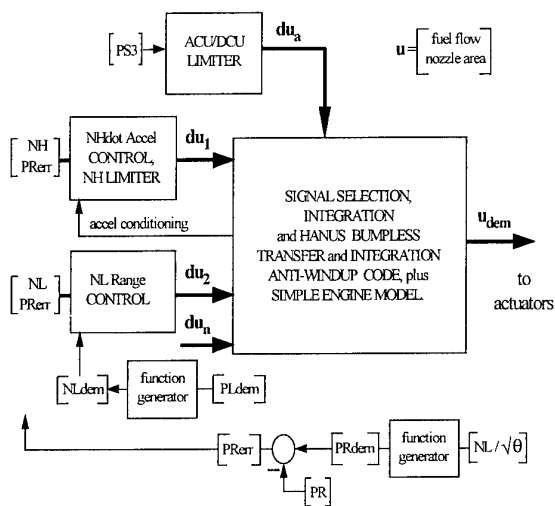 [PS3]
ACU/DCU
LIMITER
du_a
u = [fuel flow
nozzle area]
[NH
PRerr]
NHdot Accel
CONTROL,
NH LIMITER
du_1
accel conditioning
SIGNAL SELECTION,
INTEGRATION
and HANUS BUMPLESS
TRANSFER and INTEGRATION
ANTI-WINDUP CODE, plus
SIMPLE ENGINE MODEL.
u_dem
to
actuators
[NL
PRerr]
NL Range
CONTROL
du_2
du_n
[NLdem]
function
generator
[PLdem]
[PRerr]
[PRdem]
function
generator
[NL/√θ]
[PR]